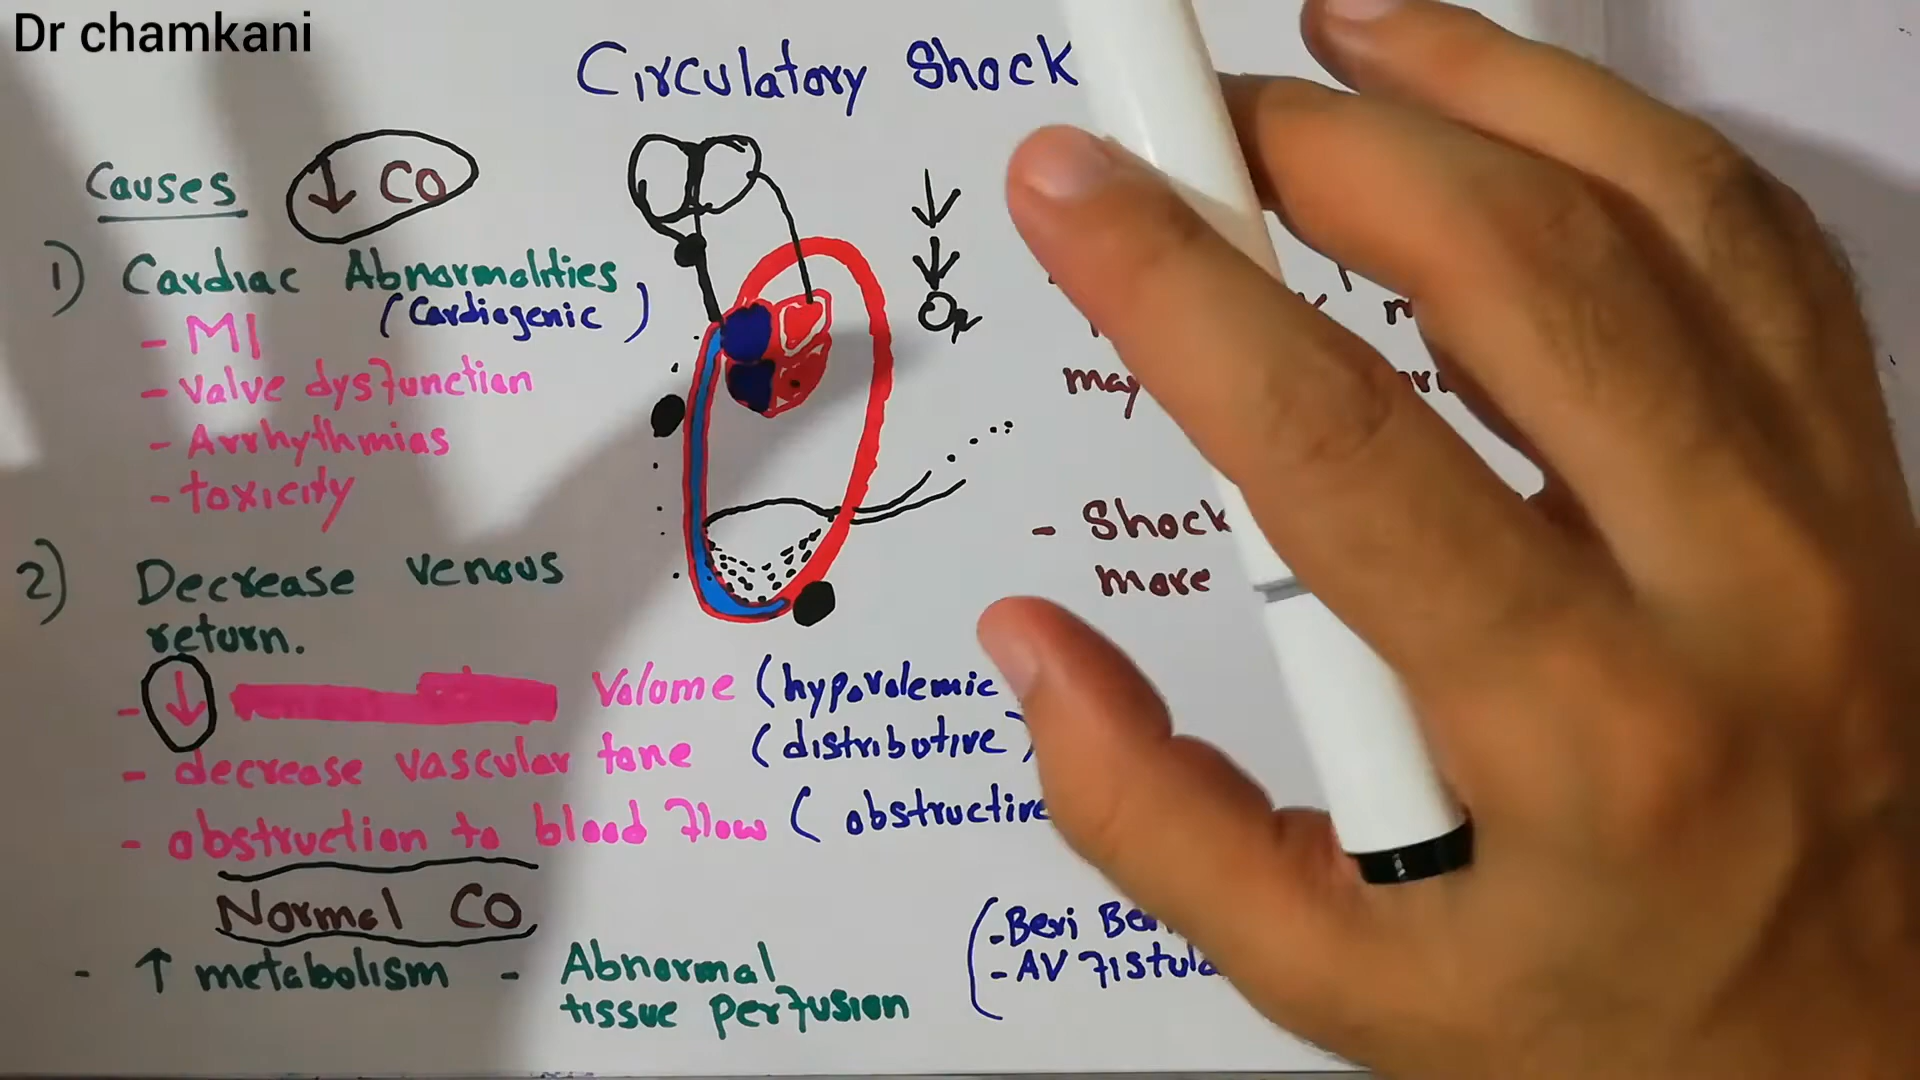 Dr chamkani
Circulatory Shock
Causes ↓ CO
1) Cardiac Abnormalities
(Cardiogenic)
- MI
- Valve dysfunction
- Arrhythmias
- toxicity
2) Decrease venous
return.
- ↓ Volume (hypovolemic
- decrease vascular tone (distributive)
- obstruction to blood flow (obstructive
Normal CO
- ↑ metabolism - Abnormal
tissue perfusion
- Beri
- AV
↓
↓
O2
may
- Shock
more